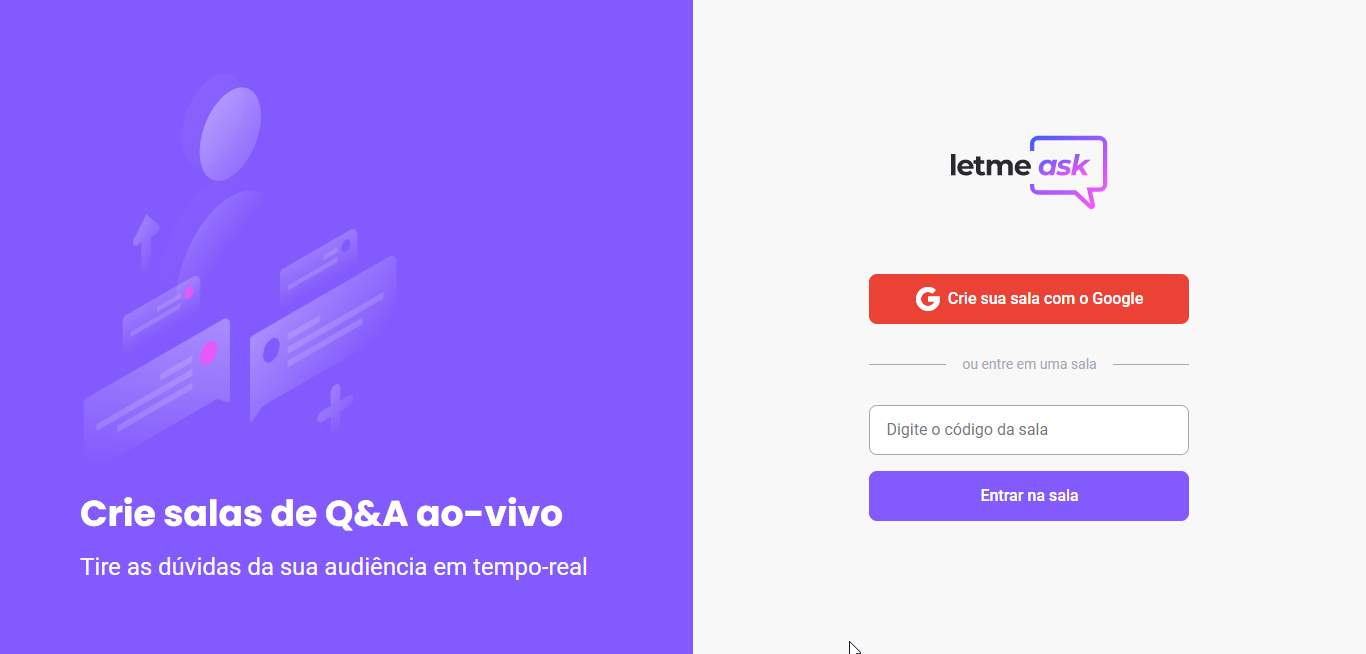 Crie salas de Q&A ao-vivo
Tire as dúvidas da sua audiência em tempo-real
letme ask
Crie sua sala com o Google
ou entre em uma sala
Digite o código da sala
Entrar na sala